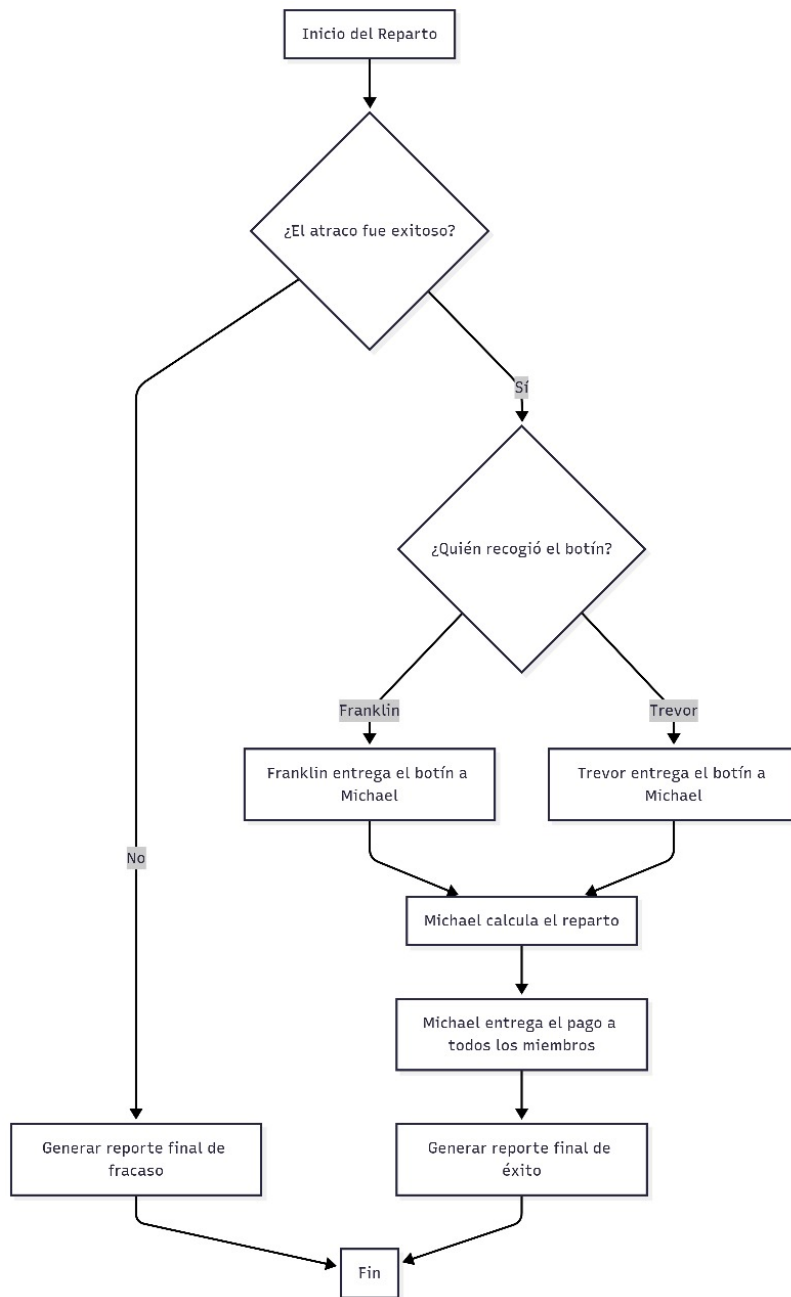 Inicio del Reparto
¿El atraco fue exitoso?
Sí
¿Quién recogió el botín?
Franklin
Trevor
Franklin entrega el botín a
Michael
Trevor entrega el botín a
Michael
No
Michael calcula el reparto
Michael entrega el pago a
todos los miembros
Generar reporte final de
fracaso
Generar reporte final de
éxito
Fin